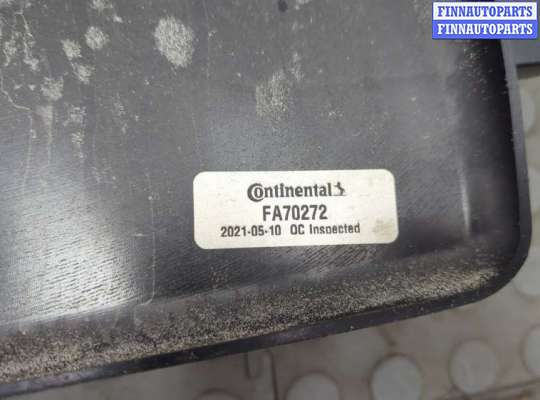 FINNAUTOPARTS
FINNAUTOPARTS
Continental
FA70272
2021-05-10 QC Inspected